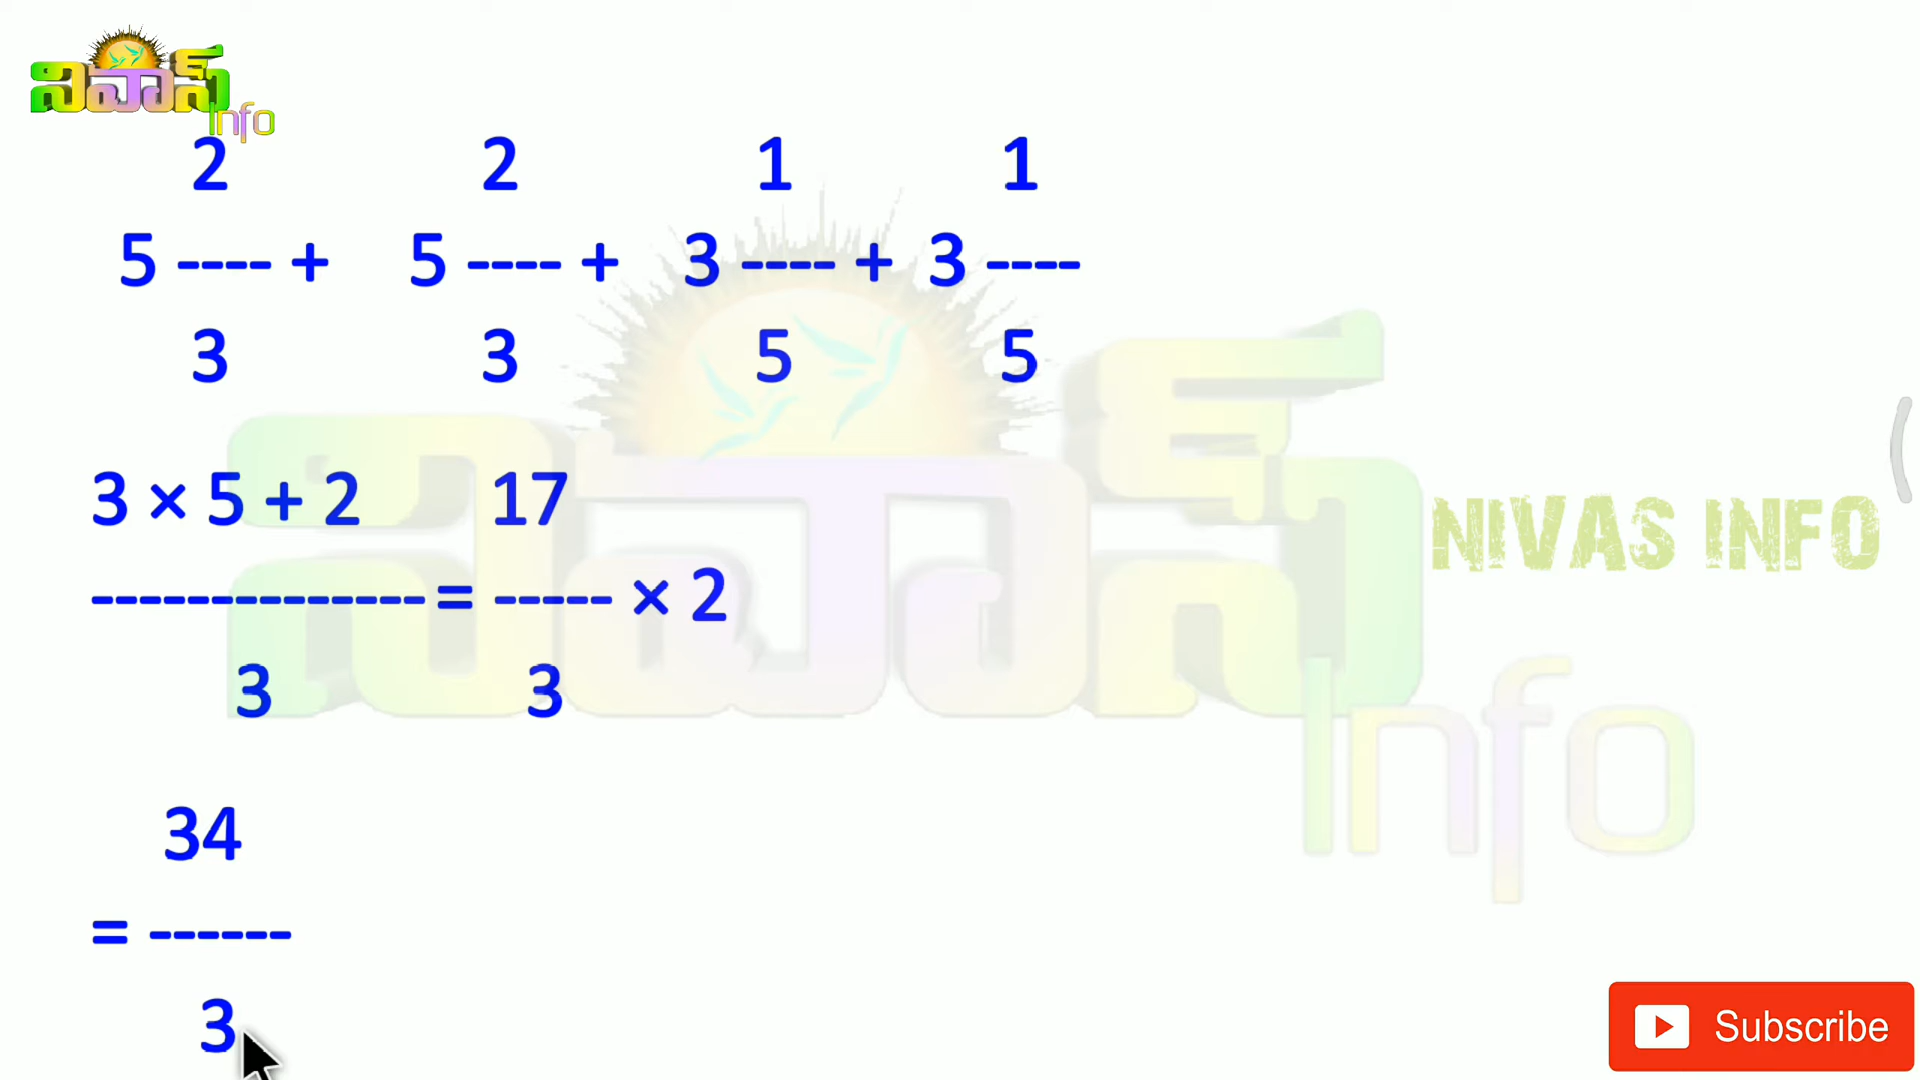 నివాస్
Info
2 2 1 1
5 ---- + 5 ---- + 3 ---- + 3 ----
3 3 5 5
3 × 5 + 2 17
-------------- = ----- × 2
3 3
34
= ------
3
నివాస్
Info
NIVAS INFO
Subscribe